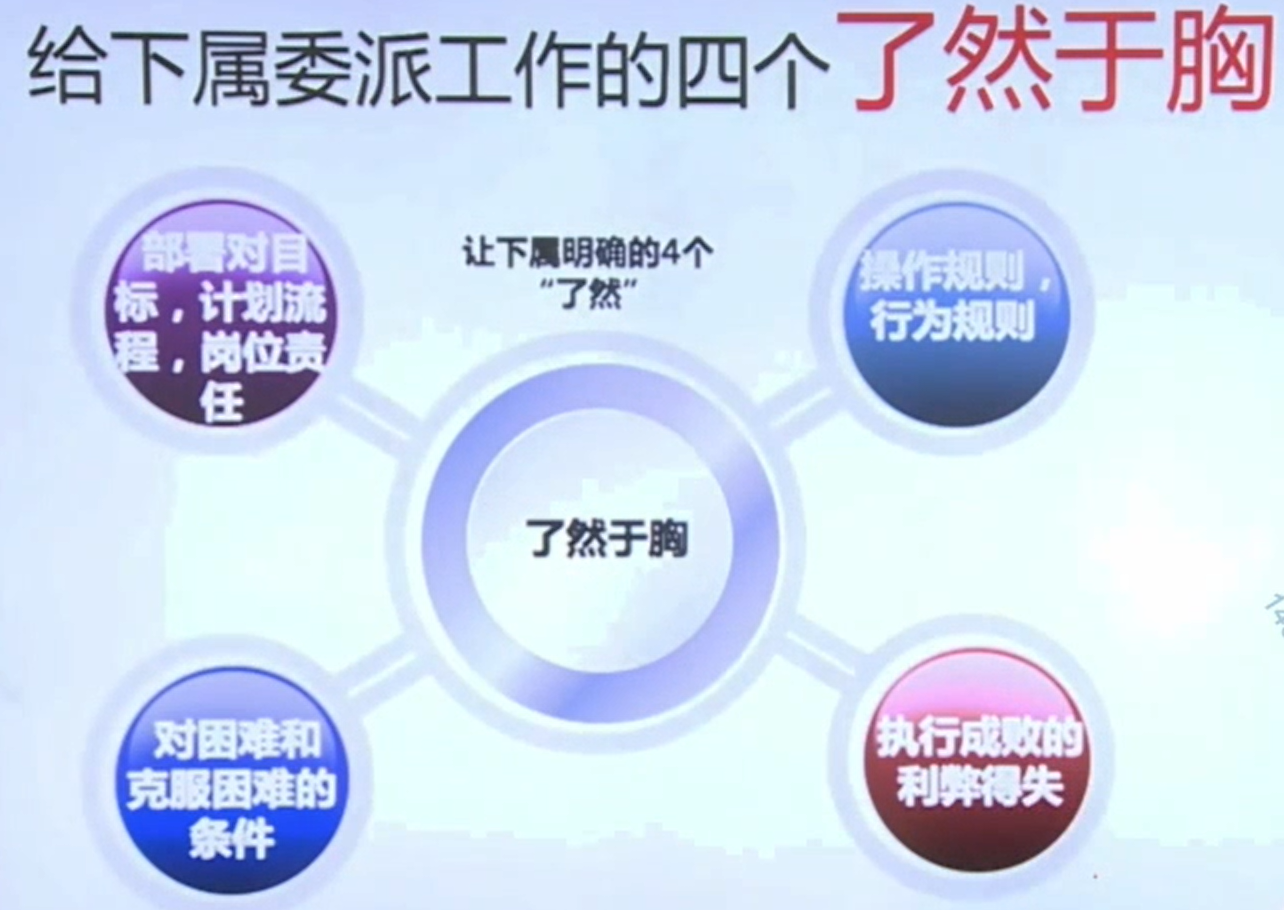 给下属委派工作的四个了然于胸
让下属明确的4个
“了然”
部署对目
标，计划流
程，岗位责
任
操作规则，
行为规则
了然于胸
对困难和
克服困难的
条件
执行成败的
利弊得失